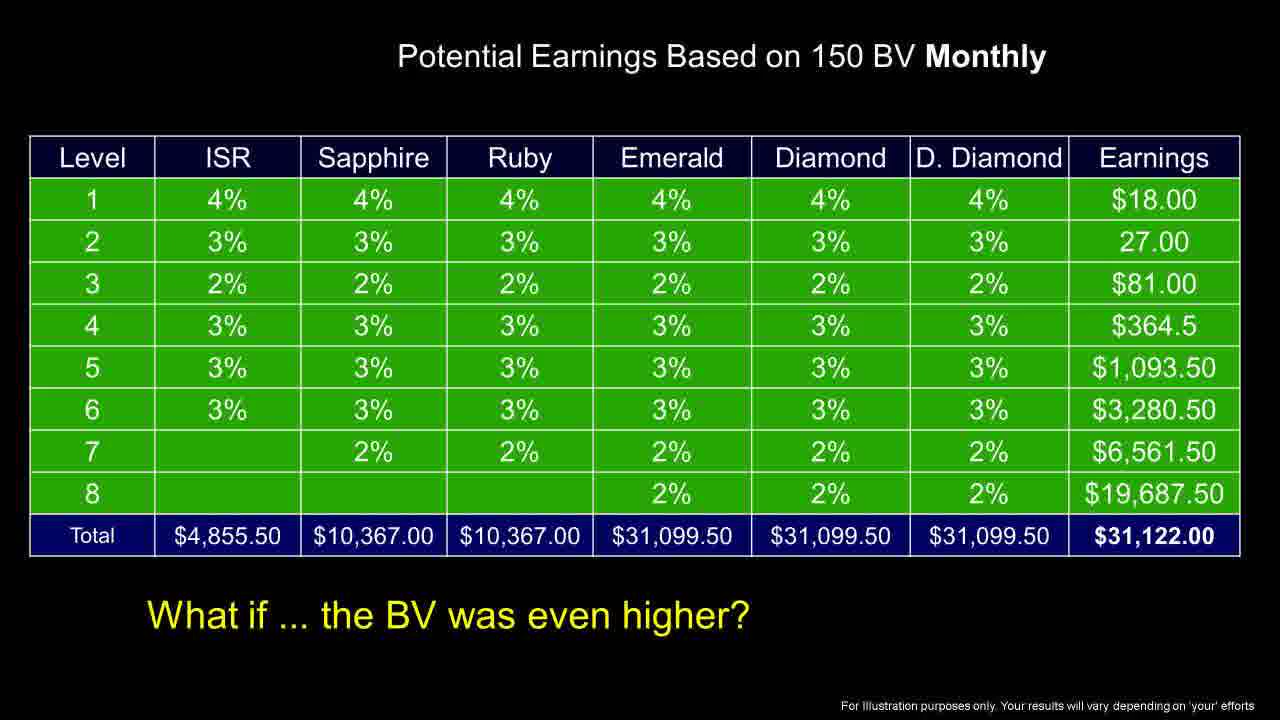 Potential Earnings Based on 150 BV Monthly
Level ISR Sapphire Ruby Emerald Diamond D. Diamond Earnings
1 4% 4% 4% 4% 4% 4% $18.00
2 3% 3% 3% 3% 3% 3% 27.00
3 2% 2% 2% 2% 2% 2% $81.00
4 3% 3% 3% 3% 3% 3% $364.5
5 3% 3% 3% 3% 3% 3% $1,093.50
6 3% 3% 3% 3% 3% 3% $3,280.50
7 2% 2% 2% 2% 2% $6,561.50
8 2% 2% 2% $19,687.50
Total $4,855.50 $10,367.00 $10,367.00 $31,099.50 $31,099.50 $31,099.50 $31,122.00
What if ... the BV was even higher?
For Illustration purposes only. Your results will vary depending on 'your' efforts